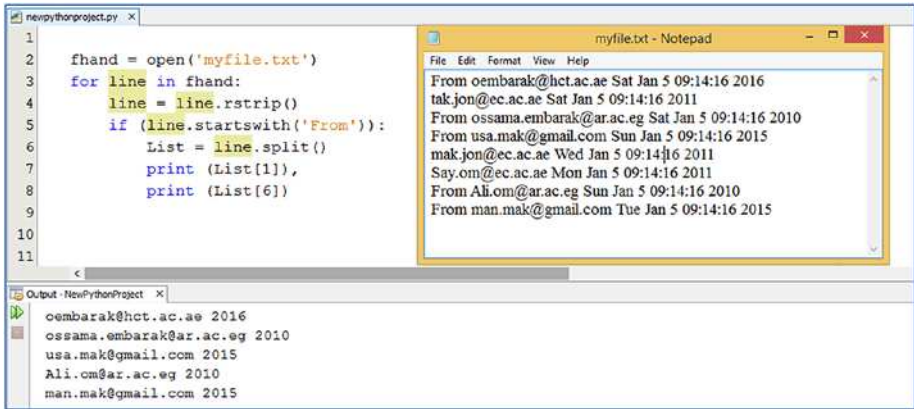 newpythonproject.py ×
1
2 fhand = open('myfile.txt')
3 for line in fhand:
4 line = line.rstrip()
5 if (line.startswith('From')):
6 List = line.split()
7 print (List[1]),
8 print (List[6])
9
10
11
myfile.txt - Notepad
File Edit Format View Help
From oembarak@hct.ac.ae Sat Jan 5 09:14:16 2016
tak.jon@ec.ac.ae Sat Jan 5 09:14:16 2011
From ossama.embarak@ar.ac.eg Sat Jan 5 09:14:16 2010
From usa.mak@gmail.com Sun Jan 5 09:14:16 2015
mak.jon@ec.ac.ae Wed Jan 5 09:14:16 2011
Say.om@ec.ac.ae Mon Jan 5 09:14:16 2011
From Ali.om@ar.ac.eg Sun Jan 5 09:14:16 2010
From man.mak@gmail.com Tue Jan 5 09:14:16 2015
Output - NewPythonProject ×
oembarak@hct.ac.ae 2016
ossama.embarak@ar.ac.eg 2010
usa.mak@gmail.com 2015
Ali.om@ar.ac.eg 2010
man.mak@gmail.com 2015